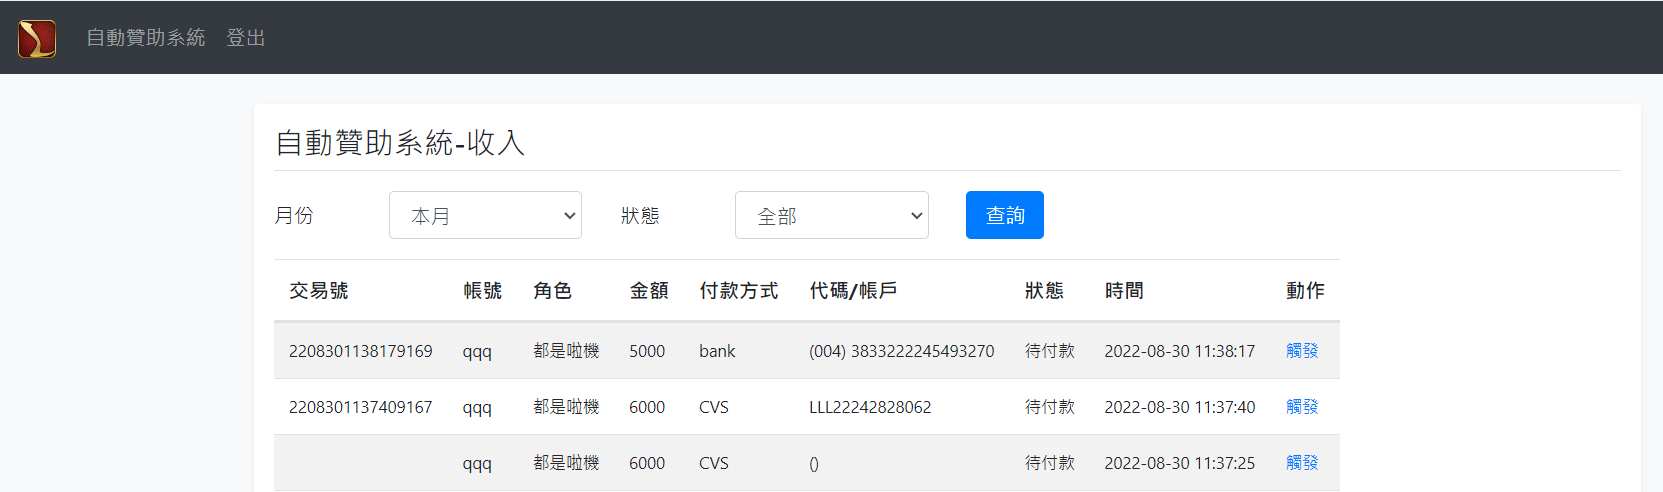 自動贊助系統 登出
自動贊助系統-收入
月份 本月 狀態 全部 查詢
交易號 帳號 角色 金額 付款方式 代碼/帳戶 狀態 時間 動作
2208301138179169 qqq 都是啦機 5000 bank (004) 3833222245493270 待付款 2022-08-30 11:38:17 觸發
2208301137409167 qqq 都是啦機 6000 CVS LLL22242828062 待付款 2022-08-30 11:37:40 觸發
qqq 都是啦機 6000 CVS () 待付款 2022-08-30 11:37:25 觸發